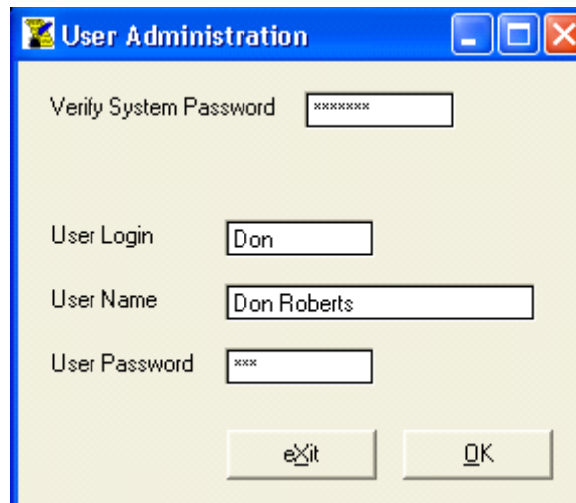 User Administration
Verify System Password *******
User Login Don
User Name Don Roberts
User Password ***
eXit OK